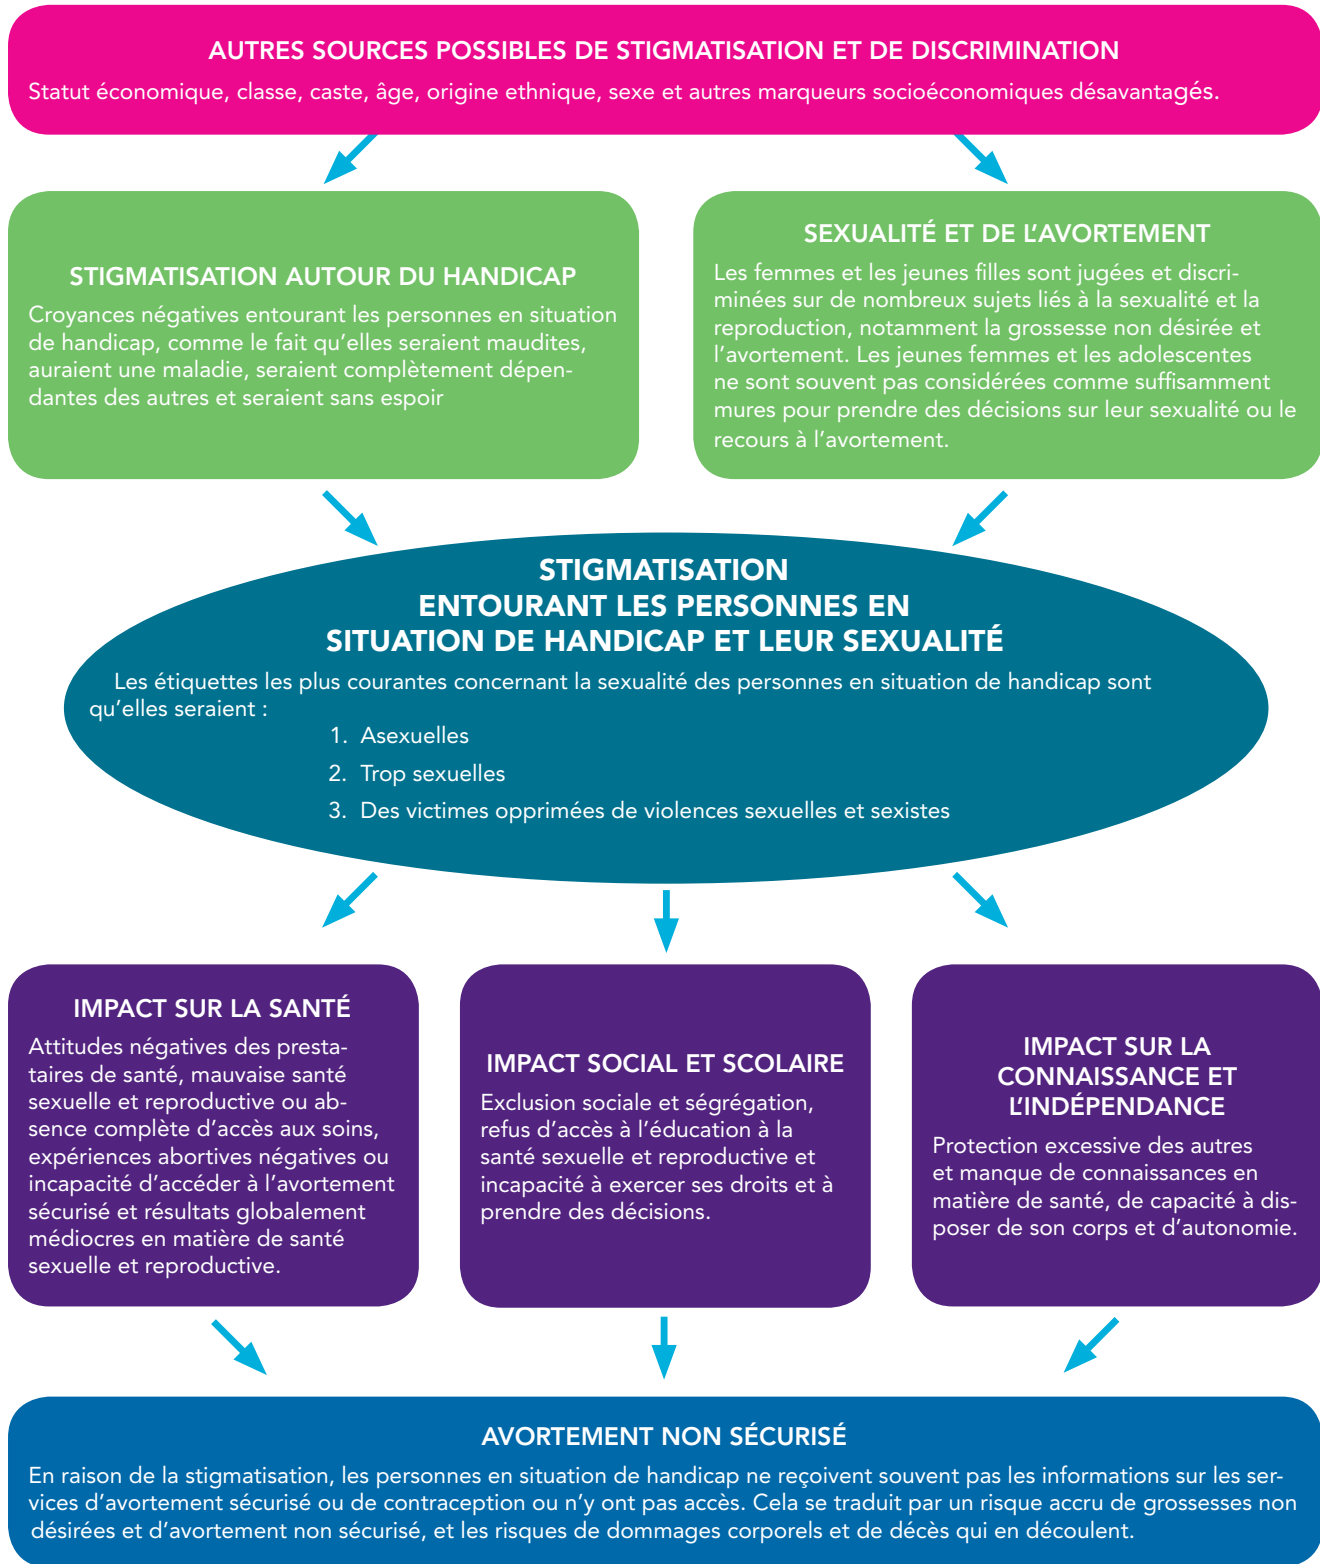 AUTRES SOURCES POSSIBLES DE STIGMATISATION ET DE DISCRIMINATION
Statut économique, classe, caste, âge, origine ethnique, sexe et autres marqueurs socioéconomiques désavantagés.
STIGMATISATION AUTOUR DU HANDICAP
Croyances négatives entourant les personnes en situation
de handicap, comme le fait qu’elles seraient maudites,
auraient une maladie, seraient complètement dépen-
dantes des autres et seraient sans espoir
SEXUALITÉ ET DE L’AVORTEMENT
Les femmes et les jeunes filles sont jugées et discri-
minées sur de nombreux sujets liés à la sexualité et la
reproduction, notamment la grossesse non désirée et
l’avortement. Les jeunes femmes et les adolescentes
ne sont souvent pas considérées comme suffisamment
mures pour prendre des décisions sur leur sexualité ou le
recours à l’avortement.
STIGMATISATION
ENTOURANT LES PERSONNES EN
SITUATION DE HANDICAP ET LEUR SEXUALITÉ
Les étiquettes les plus courantes concernant la sexualité des personnes en situation de handicap sont
qu’elles seraient :
1. Asexuelles
2. Trop sexuelles
3. Des victimes opprimées de violences sexuelles et sexistes
IMPACT SUR LA SANTÉ
Attitudes négatives des presta-
taires de santé, mauvaise santé
sexuelle et reproductive ou ab-
sence complète d’accès aux soins,
expériences abortives négatives ou
incapacité d’accéder à l’avortement
sécurisé et résultats globalement
médiocres en matière de santé
sexuelle et reproductive.
IMPACT SOCIAL ET SCOLAIRE
Exclusion sociale et ségrégation,
refus d’accès à l’éducation à la
santé sexuelle et reproductive et
incapacité à exercer ses droits et à
prendre des décisions.
IMPACT SUR LA
CONNAISSANCE ET
L’INDÉPENDANCE
Protection excessive des autres
et manque de connaissances en
matière de santé, de capacité à dis-
poser de son corps et d’autonomie.
AVORTEMENT NON SÉCURISÉ
En raison de la stigmatisation, les personnes en situation de handicap ne reçoivent souvent pas les informations sur les ser-
vices d’avortement sécurisé ou de contraception ou n’y ont pas accès. Cela se traduit par un risque accru de grossesses non
désirées et d’avortement non sécurisé, et les risques de dommages corporels et de décès qui en découlent.